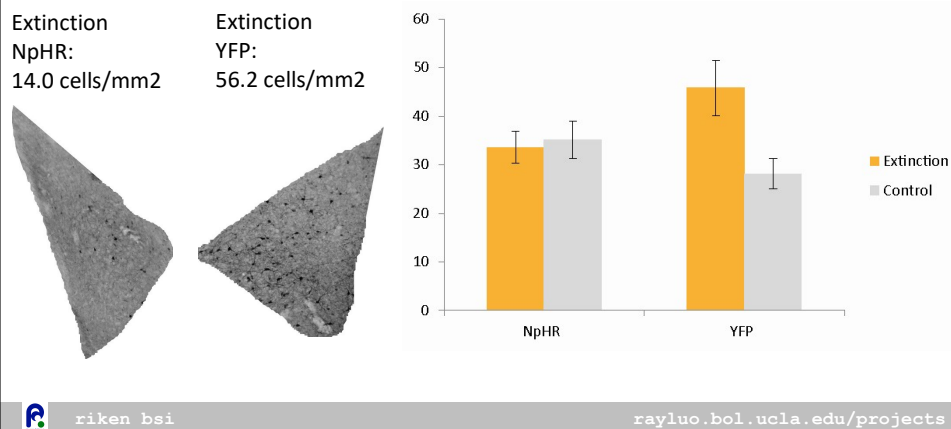 Extinction
NpHR:
14.0 cells/mm2
Extinction
YFP:
56.2 cells/mm2
60
50
40
30
20
10
0
NpHR
YFP
Extinction
Control
riken bsi
rayluo.bol.ucla.edu/projects